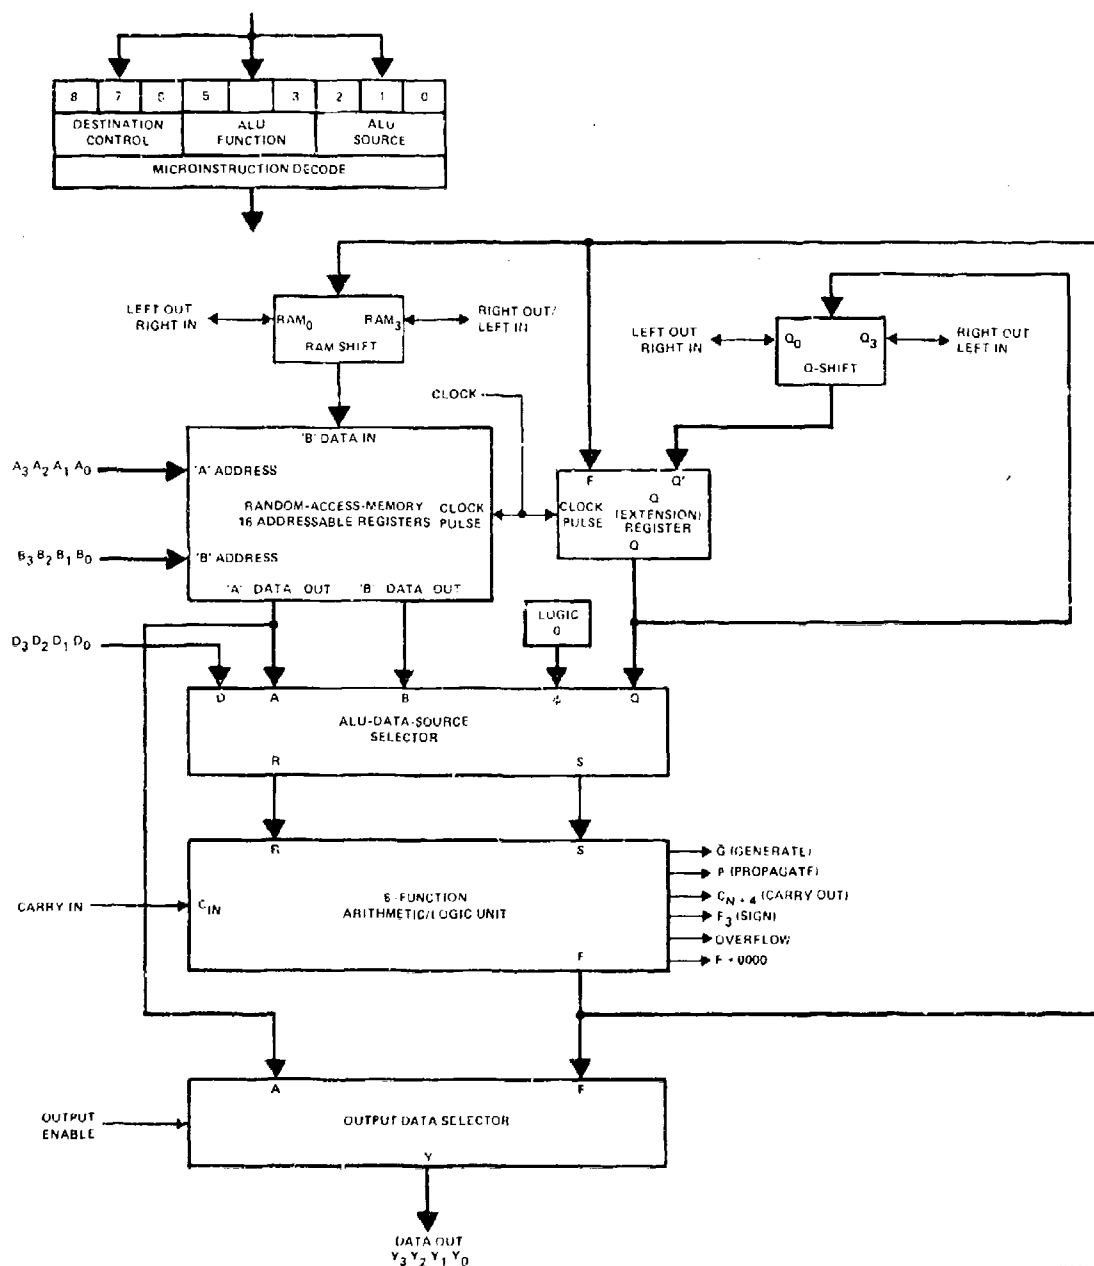 8 7 6 5 3 2 1 0
DESTINATION CONTROL
ALU FUNCTION
ALU SOURCE
MICROINSTRUCTION DECODE
LEFT OUT
RIGHT IN
RAM0 RAM3
RAM SHIFT
RIGHT OUT/
LEFT IN
LEFT OUT
RIGHT IN
Q0 Q3
Q-SHIFT
RIGHT OUT
LEFT IN
CLOCK
'B' DATA IN
A3 A2 A1 A0
'A' ADDRESS
RANDOM-ACCESS-MEMORY
16 ADDRESSABLE REGISTERS
CLOCK
PULSE
B3 B2 B1 B0
'B' ADDRESS
'A' DATA OUT 'B' DATA OUT
F Q'
CLOCK
PULSE
Q
(EXTENSION)
REGISTER
Q
LOGIC
0
D3 D2 D1 D0
D A B Q
ALU-DATA-SOURCE
SELECTOR
R S
R S
CARRY IN
CIN
8-FUNCTION
ARITHMETIC/LOGIC UNIT
F
G (GENERATE)
P (PROPAGATE)
CN+4 (CARRY OUT)
F3 (SIGN)
OVERFLOW
F = 0000
A F
OUTPUT
ENABLE
OUTPUT DATA SELECTOR
Y
DATA OUT
Y3 Y2 Y1 Y0